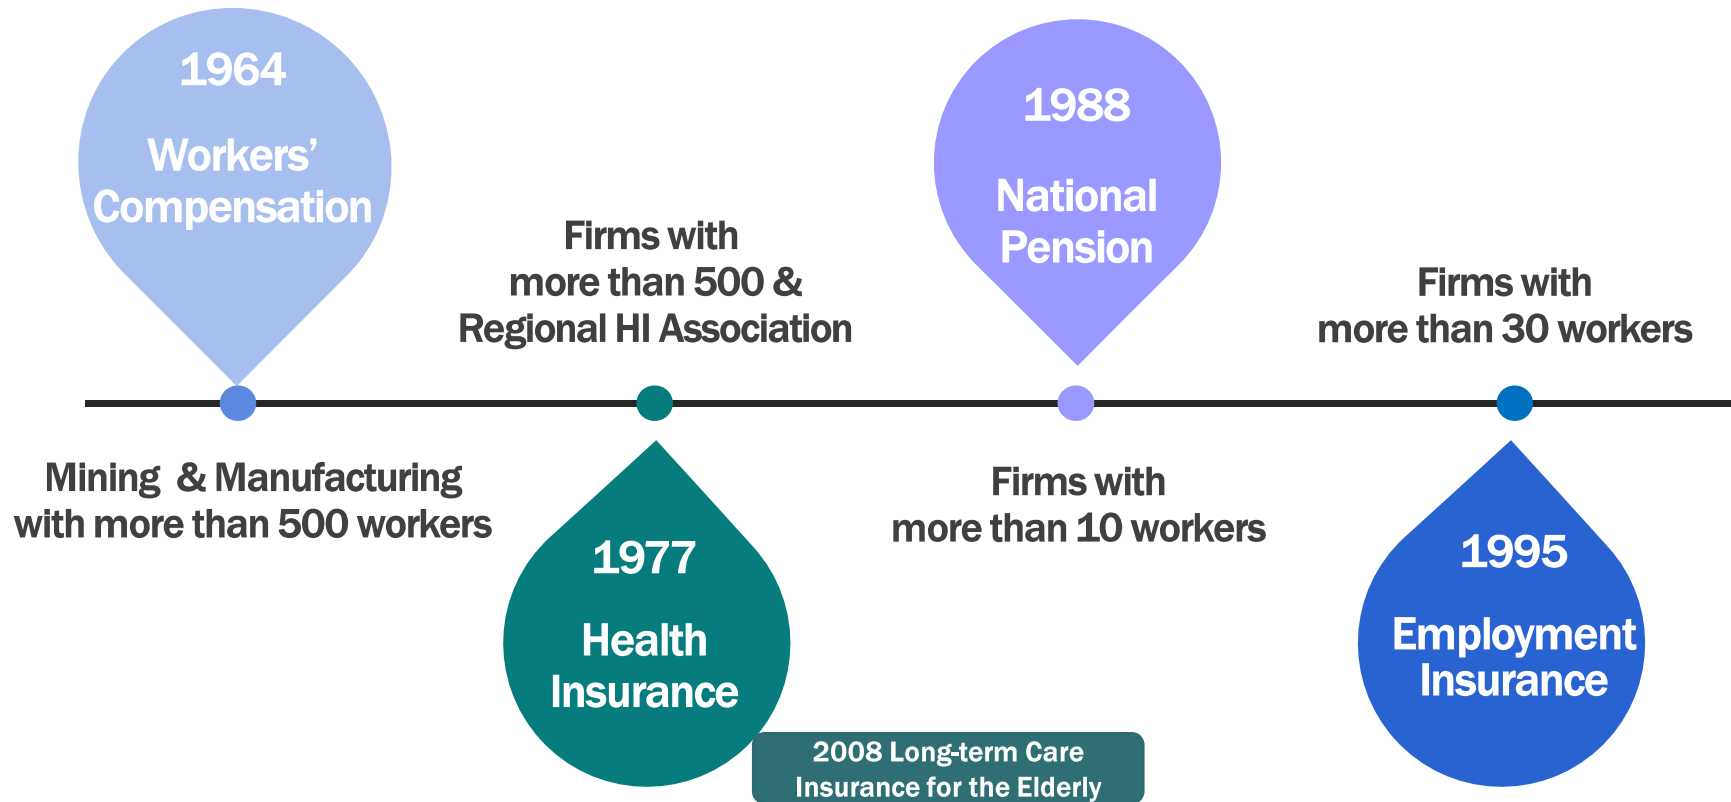 1964
Workers’
Compensation
Mining & Manufacturing
with more than 500 workers
Firms with
more than 500 &
Regional HI Association
1977
Health
Insurance
2008 Long-term Care
Insurance for the Elderly
1988
National
Pension
Firms with
more than 10 workers
Firms with
more than 30 workers
1995
Employment
Insurance